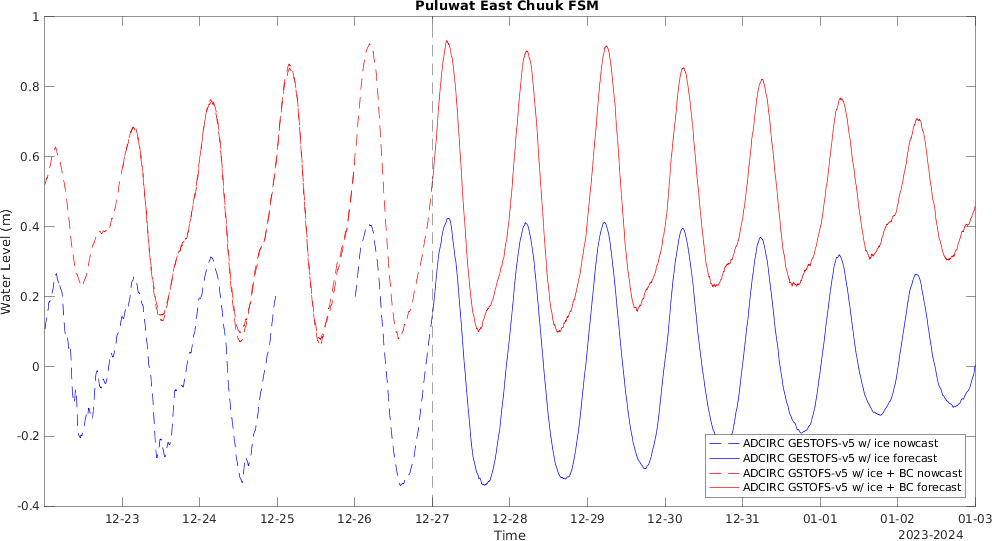 Puluwat East Chuuk FSM
1
0.8
0.6
0.4
0.2
0
-0.2
-0.4
Water Level (m)
ADCIRC GESTOFS-v5 w/ ice nowcast
ADCIRC GESTOFS-v5 w/ ice forecast
ADCIRC GSTOFS-v5 w/ ice + BC nowcast
ADCIRC GSTOFS-v5 w/ ice + BC forecast
12-23 12-24 12-25 12-26 12-27 12-28 12-29 12-30 12-31 01-01 01-02 01-03
Time
2023-2024